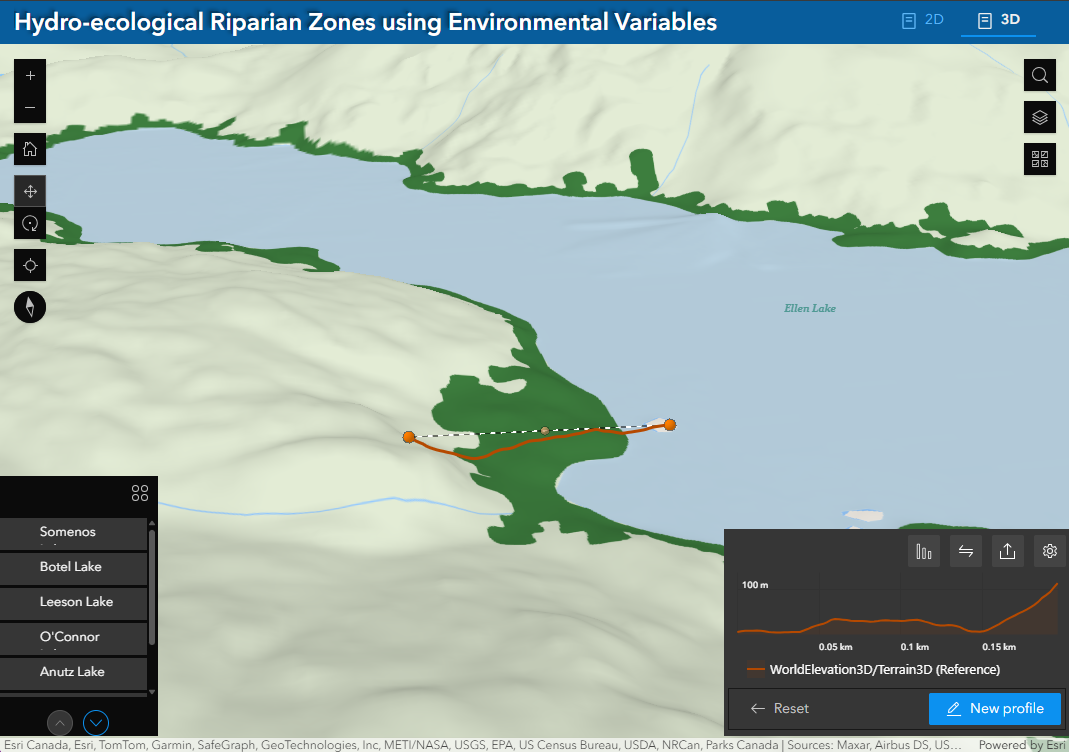 Hydro-ecological Riparian Zones using Environmental Variables
2D
3D
Ellen Lake
Somenos
Botel Lake
Leeson Lake
O'Connor
Anutz Lake
100 m
0.05 km
0.1 km
0.15 km
WorldElevation3D/Terrain3D (Reference)
Reset
New profile
Esri Canada, Esri, TomTom, Garmin, SafeGraph, GeoTechnologies, Inc, METI/NASA, USGS, EPA, US Census Bureau, USDA, NRCan, Parks Canada | Sources: Maxar, Airbus DS, US…
Powered by Esri